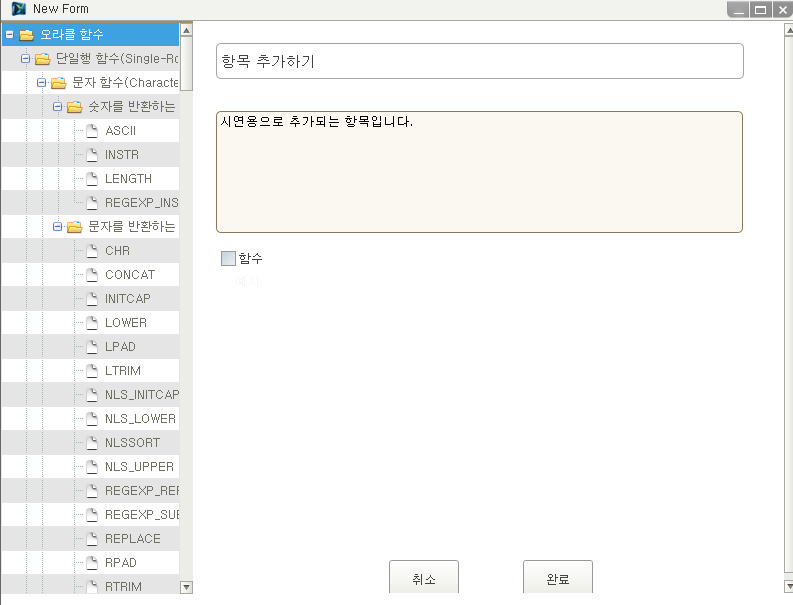 New Form
오라클 함수
단일행 함수(Single-Ro
문자 함수(Characte
숫자를 반환하는
ASCII
INSTR
LENGTH
REGEXP_INS
문자를 반환하는
CHR
CONCAT
INITCAP
LOWER
LPAD
LTRIM
NLS_INITCAP
NLS_LOWER
NLSSORT
NLS_UPPER
REGEXP_REF
REGEXP_SUE
REPLACE
RPAD
RTRIM
항목 추가하기
시연용으로 추가되는 항목입니다.
함수
예시
취소
완료